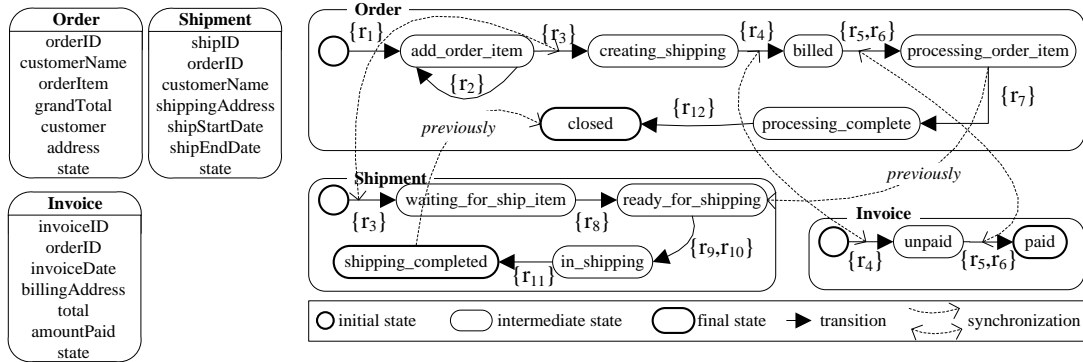 Order
orderID
customerName
orderItem
grandTotal
customer
address
state
Shipment
shipID
orderID
customerName
shippingAddress
shipStartDate
shipEndDate
state
Invoice
invoiceID
orderID
invoiceDate
billingAddress
total
amountPaid
state
Order
{r1}
add_order_item
{r2}
{r3}
creating_shipping
{r4}
billed
{r5,r6}
processing_order_item
{r7}
processing_complete
{r12}
closed
previously
previously
Shipment
{r3}
waiting_for_ship_item
{r8}
ready_for_shipping
{r9,r10}
in_shipping
{r11}
shipping_completed
Invoice
{r4}
unpaid
{r5,r6}
paid
initial state
intermediate state
final state
transition
synchronization